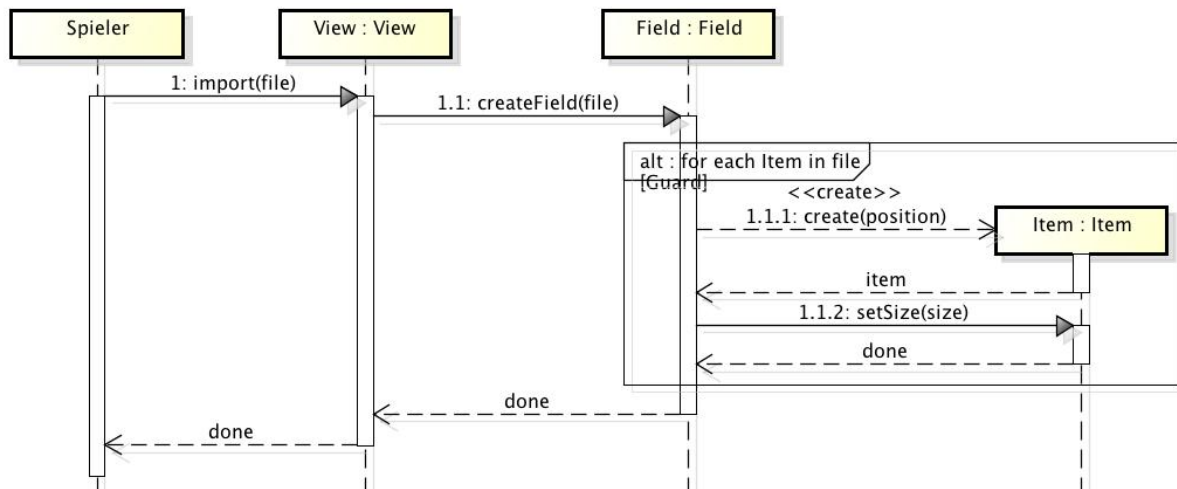 Spieler
View : View
Field : Field
1: import(file)
1.1: createField(file)
alt : for each Item in file
[Guard]
<<create>>
1.1.1: create(position)
Item : Item
item
1.1.2: setSize(size)
done
done
done